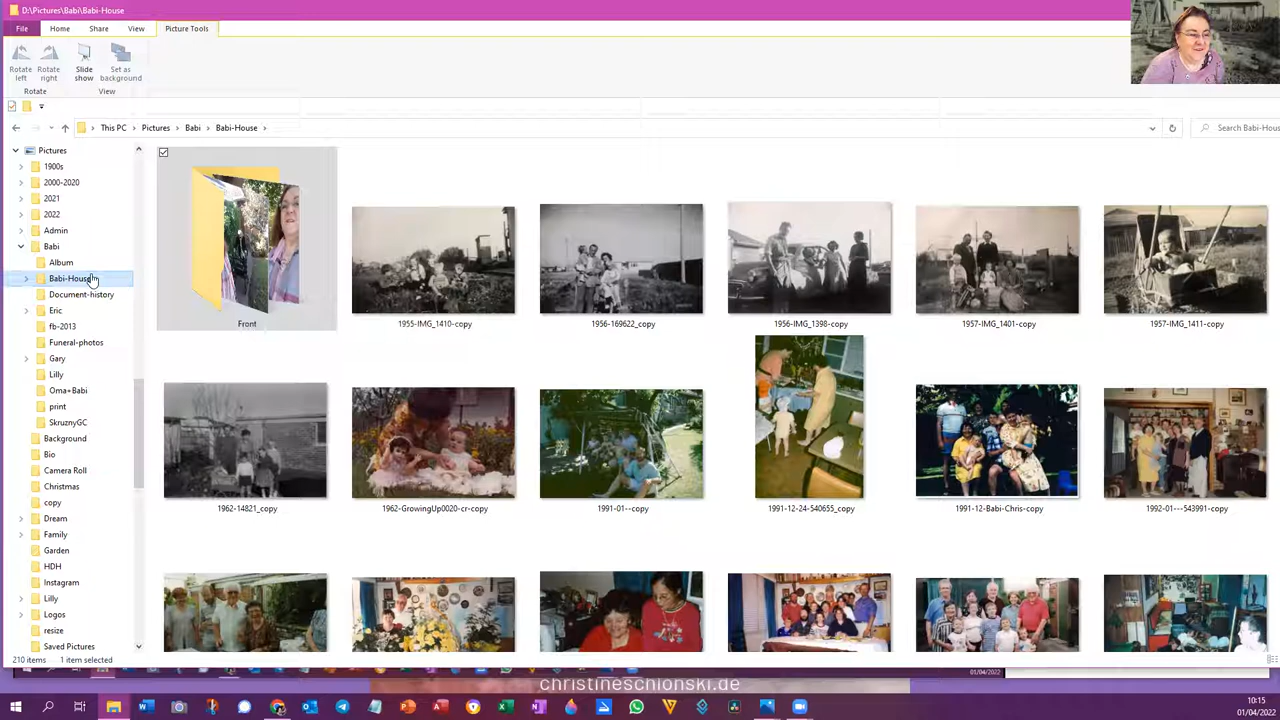 D:\Pictures\Babi\Babi-House
File Home Share View Picture Tools
Rotate left Rotate right Slide show Set as background
Rotate View
This PC Pictures Babi Babi-House
Search Babi-Hous
Pictures
1900s
2000-2020
2021
2022
Admin
Babi
Album
Babi-House
Document-history
Eric
fb-2013
Funeral-photos
Gary
Lilly
Oma+Babi
print
SkruznyGC
Background
Bio
Camera Roll
Christmas
copy
Dream
Family
Garden
HDH
Instagram
Lilly
Logos
resize
Saved Pictures
Front
1955-IMG_1410-copy
1956-169622_copy
1956-IMG_1398-copy
1957-IMG_1401-copy
1957-IMG_1411-copy
1962-14821_copy
1962-GrowingUp0020-cr-copy
1991-01--copy
1991-12-24-540655_copy
1991-12-Babi-Chris-copy
1992-01---543991-copy
210 items 1 item selected
01/04/2022
christineschionski.de
10:15
01/04/2022